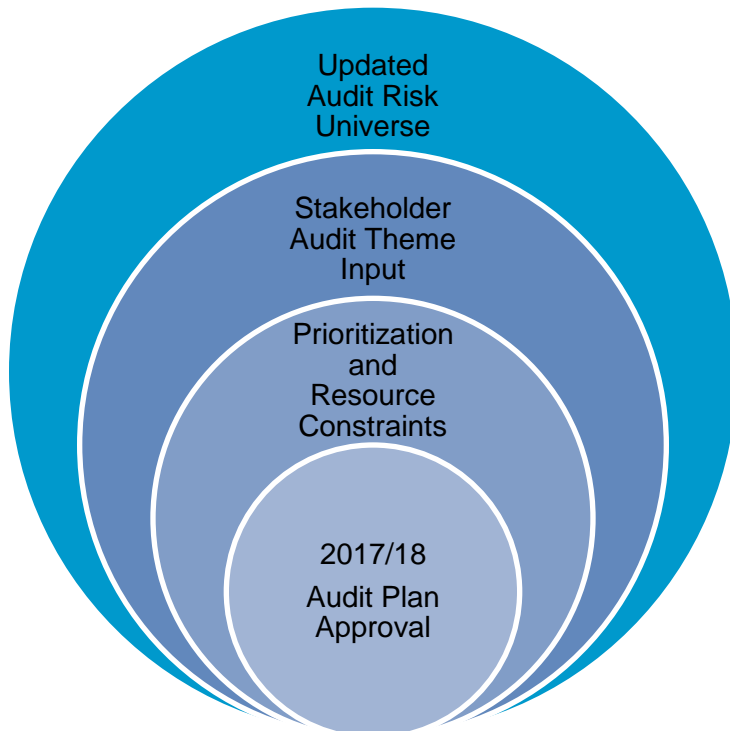 Updated
Audit Risk
Universe
Stakeholder
Audit Theme
Input
Prioritization
and
Resource
Constraints
2017/18
Audit Plan
Approval